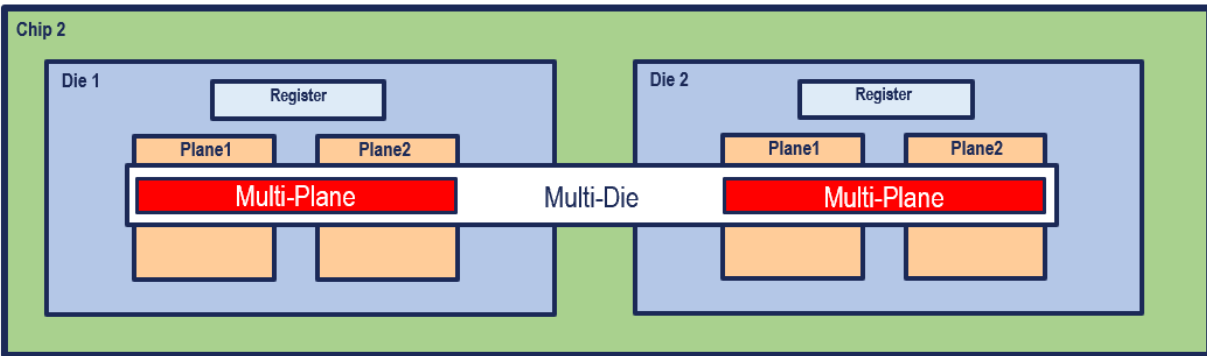 Chip 2
Die 1
Register
Plane1
Plane2
Die 2
Register
Plane1
Plane2
Multi-Plane
Multi-Die
Multi-Plane